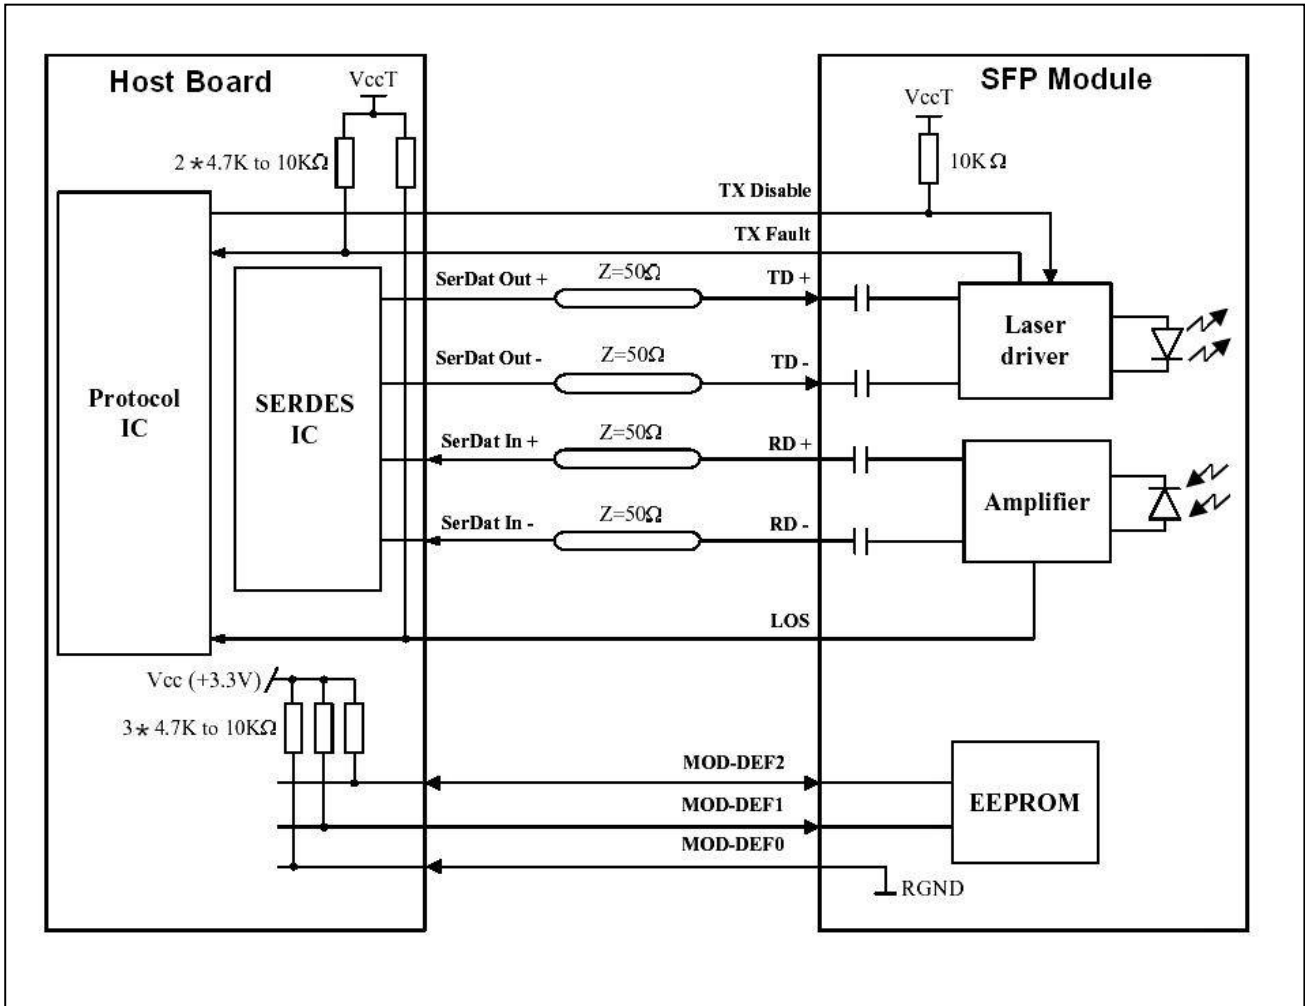 Host Board
SFP Module
VccT
VccT
2*4.7K to 10KΩ
10KΩ
TX Disable
TX Fault
SerDat Out +
Z=50Ω
TD +
Laser
driver
SerDat Out -
Z=50Ω
TD -
Protocol
IC
SERDES
IC
SerDat In +
Z=50Ω
RD +
Amplifier
SerDat In -
Z=50Ω
RD -
LOS
Vcc (+3.3V)
3*4.7K to 10KΩ
MOD-DEF2
MOD-DEF1
EEPROM
MOD-DEF0
RGND